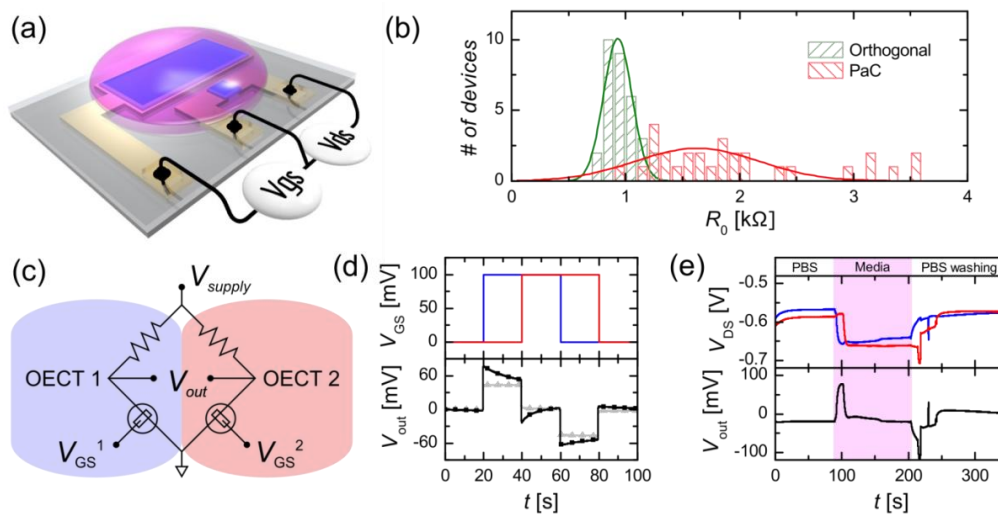 (a)
Vgs
Vds
(b)
# of devices
10
5
0
0
1
2
3
4
R0 [kΩ]
Orthogonal
PaC
(c)
Vsupply
OECT 1
Vout
OECT 2
VGS1
VGS2
(d)
VGS [mV]
100
50
0
Vout [mV]
60
0
-60
0 20 40 60 80 100
t [s]
(e)
PBS
Media
PBS washing
VDS [V]
-0.5
-0.6
-0.7
Vout [mV]
100
0
-100
0
100
200
300
t [s]